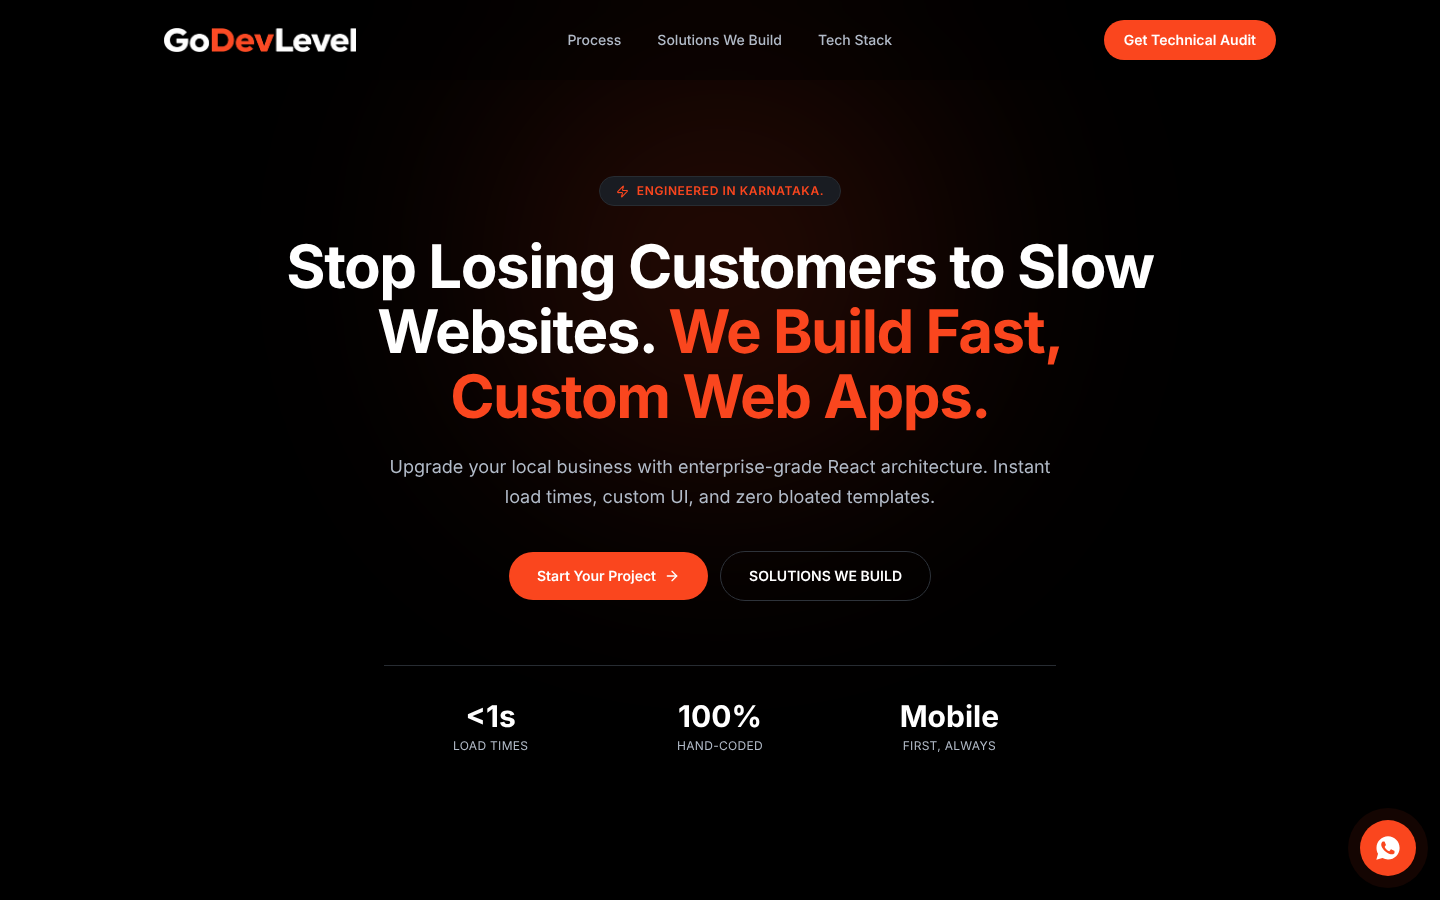 GoDevLevel
Process
Solutions We Build
Tech Stack
Get Technical Audit
ENGINEERED IN KARNATAKA.
Stop Losing Customers to Slow
Websites. We Build Fast,
Custom Web Apps.
Upgrade your local business with enterprise-grade React architecture. Instant
load times, custom UI, and zero bloated templates.
Start Your Project
SOLUTIONS WE BUILD
<1s
LOAD TIMES
100%
HAND-CODED
Mobile
FIRST, ALWAYS